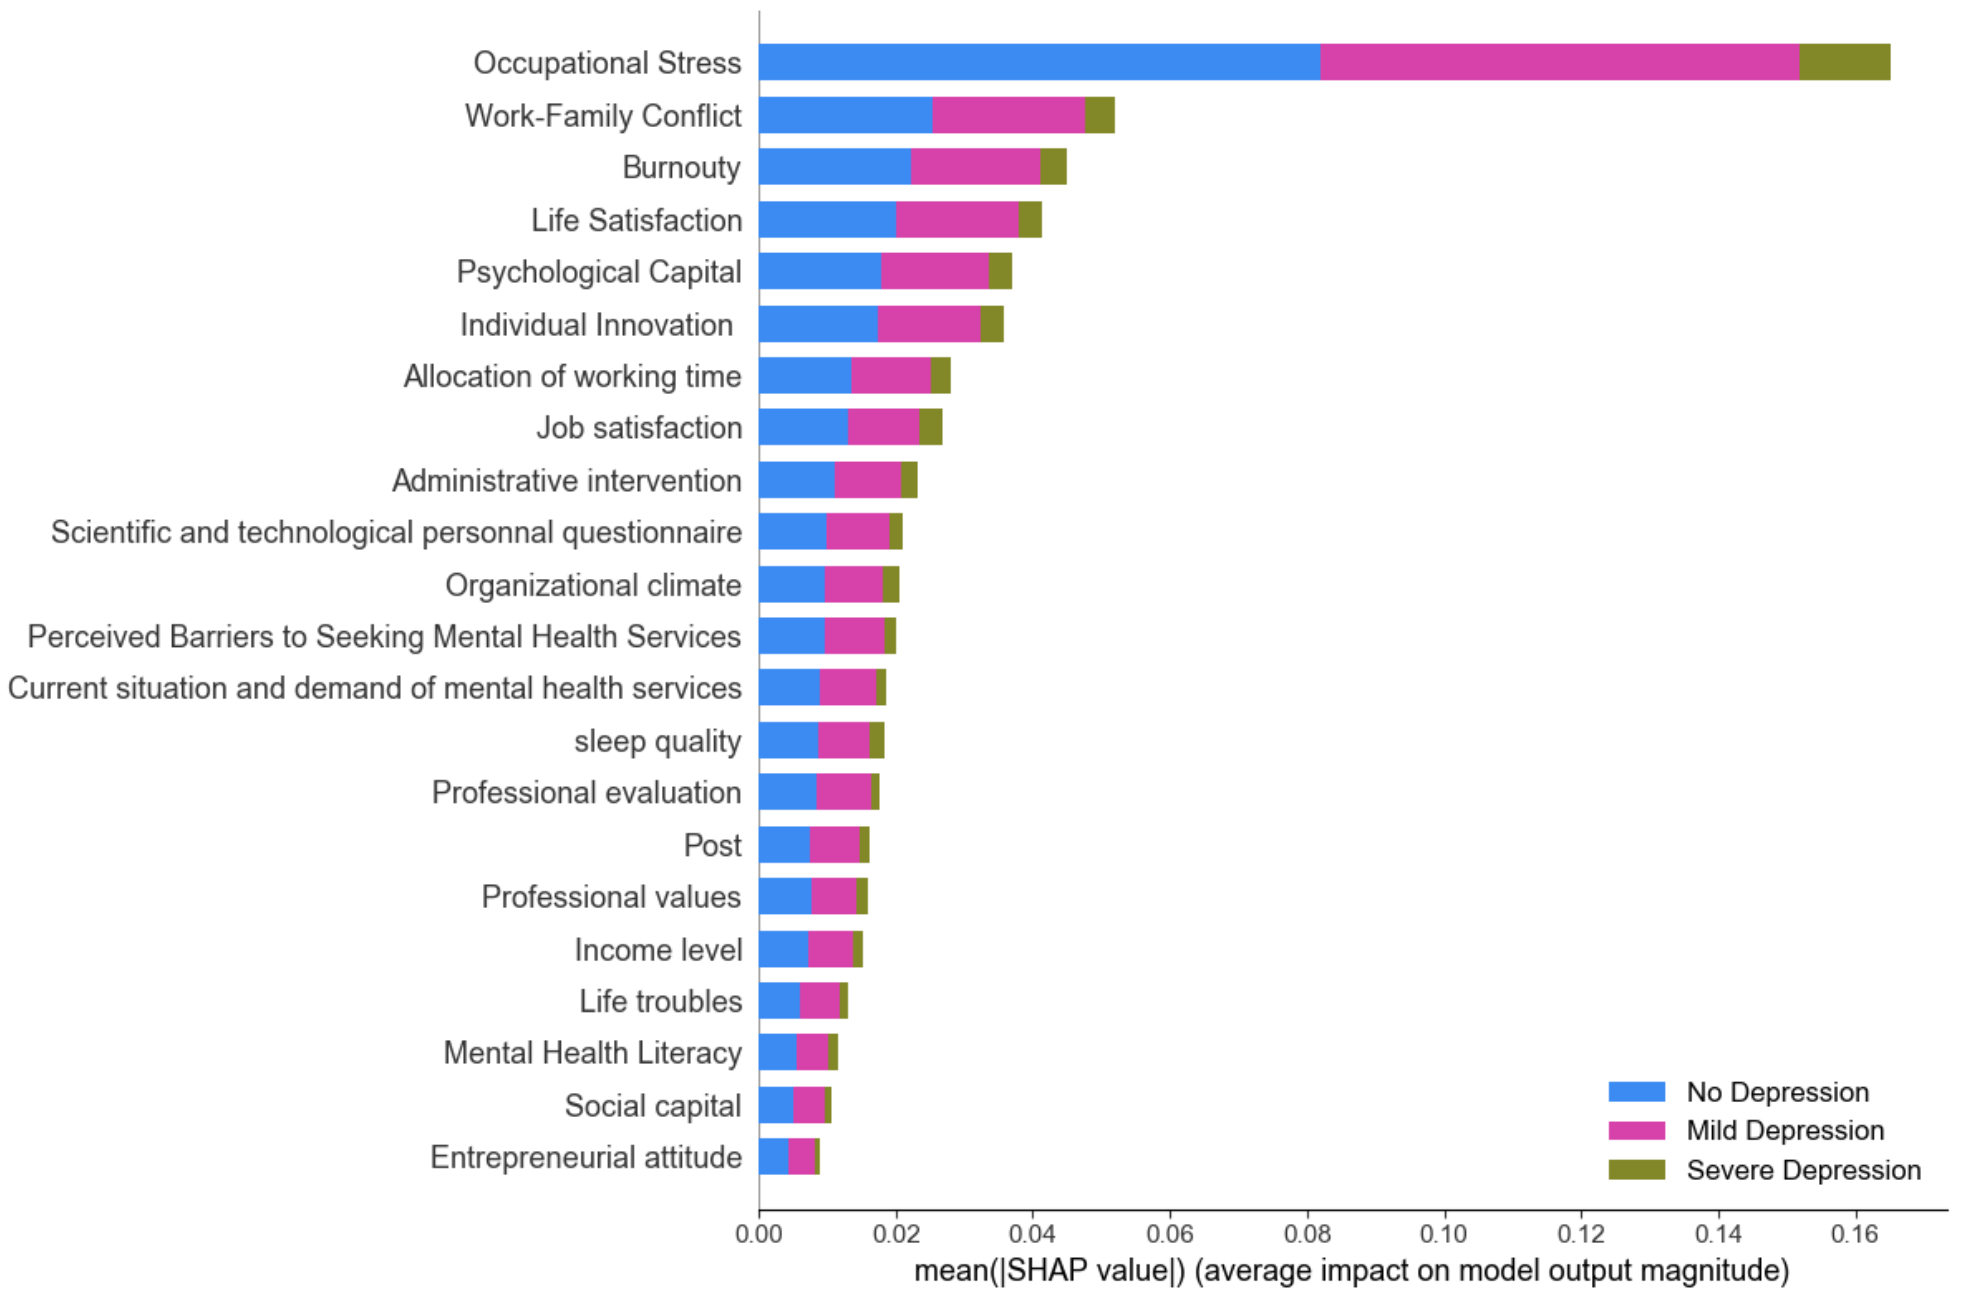 Occupational Stress
Work-Family Conflict
Burnouty
Life Satisfaction
Psychological Capital
Individual Innovation
Allocation of working time
Job satisfaction
Administrative intervention
Scientific and technological personnal questionnaire
Organizational climate
Perceived Barriers to Seeking Mental Health Services
Current situation and demand of mental health services
sleep quality
Professional evaluation
Post
Professional values
Income level
Life troubles
Mental Health Literacy
Social capital
Entrepreneurial attitude
No Depression
Mild Depression
Severe Depression
0.00 0.02 0.04 0.06 0.08 0.10 0.12 0.14 0.16
mean(|SHAP value|) (average impact on model output magnitude)